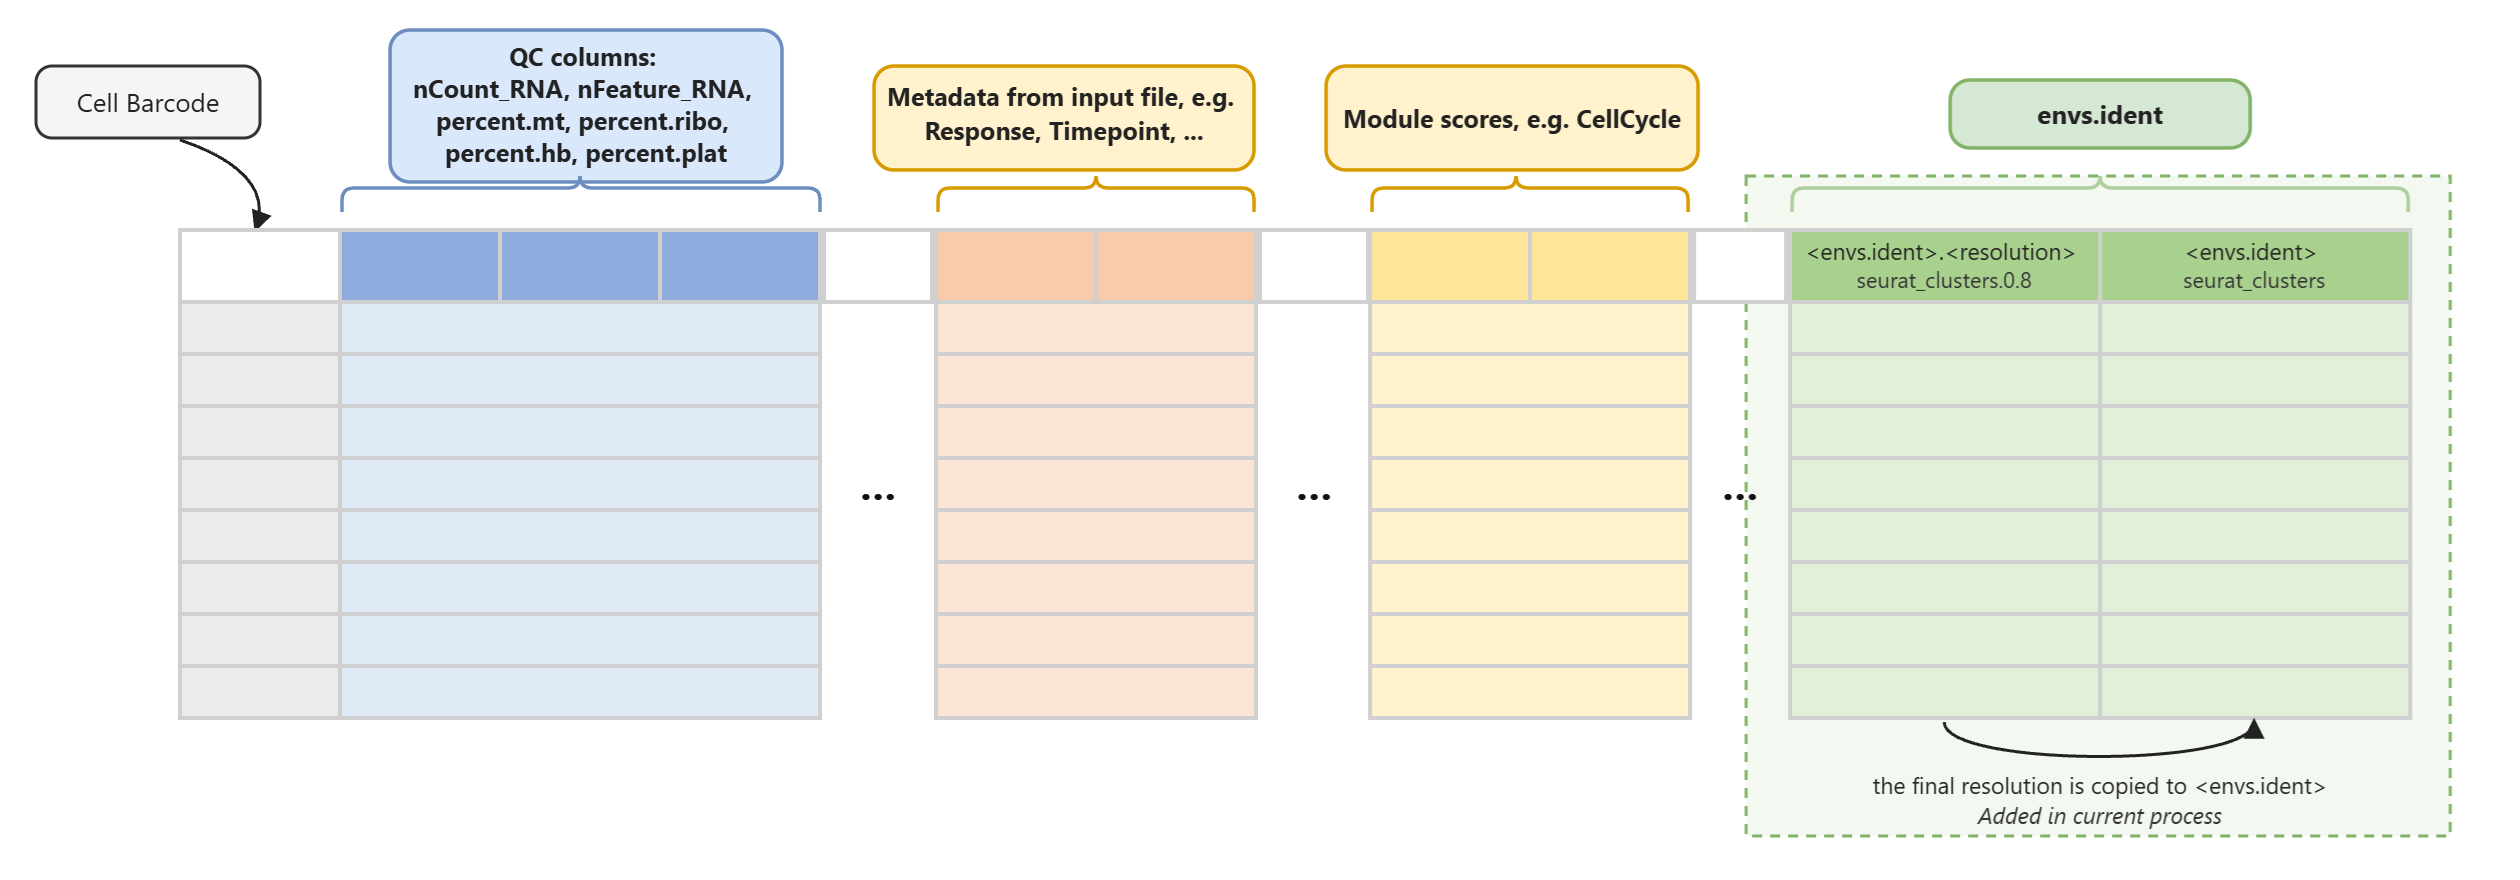 Cell Barcode
QC columns:
nCount_RNA, nFeature_RNA,
percent.mt, percent.ribo,
percent.hb, percent.plat
Metadata from input file, e.g.
Response, Timepoint, ...
Module scores, e.g. CellCycle
envs.ident
<envs.ident>.<resolution>
seurat_clusters.0.8
<envs.ident>
seurat_clusters
...
...
...
the final resolution is copied to <envs.ident>
Added in current process